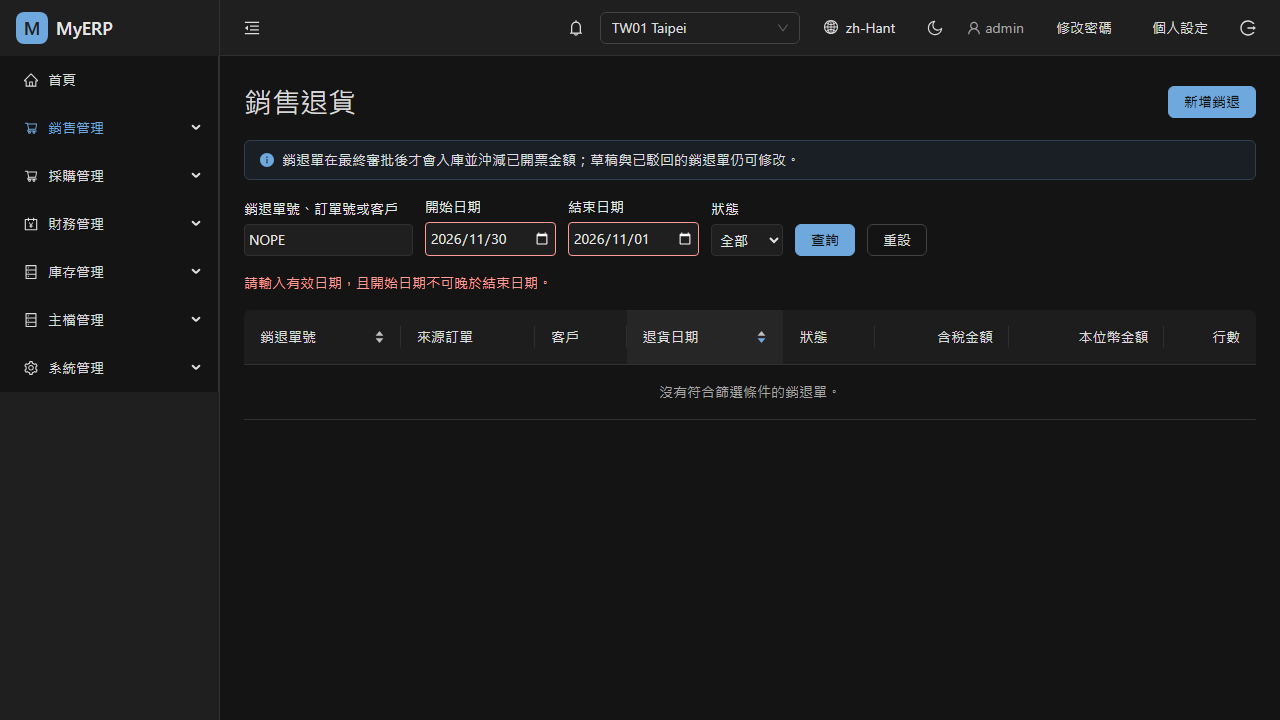 M MyERP
TW01 Taipei
zh-Hant
admin
修改密碼
個人設定
首頁
銷售管理
採購管理
財務管理
庫存管理
主檔管理
系統管理
銷售退貨
新增銷退
銷退單在最終審批後才會入庫並沖減已開票金額；草稿與已駁回的銷退單仍可修改。
銷退單號、訂單號或客戶 開始日期 結束日期 狀態
NOPE 2026/11/30 2026/11/01 全部 查詢 重設
請輸入有效日期，且開始日期不可晚於結束日期。
銷退單號 來源訂單 客戶 退貨日期 狀態 含稅金額 本位幣金額 行數
沒有符合篩選條件的銷退單。